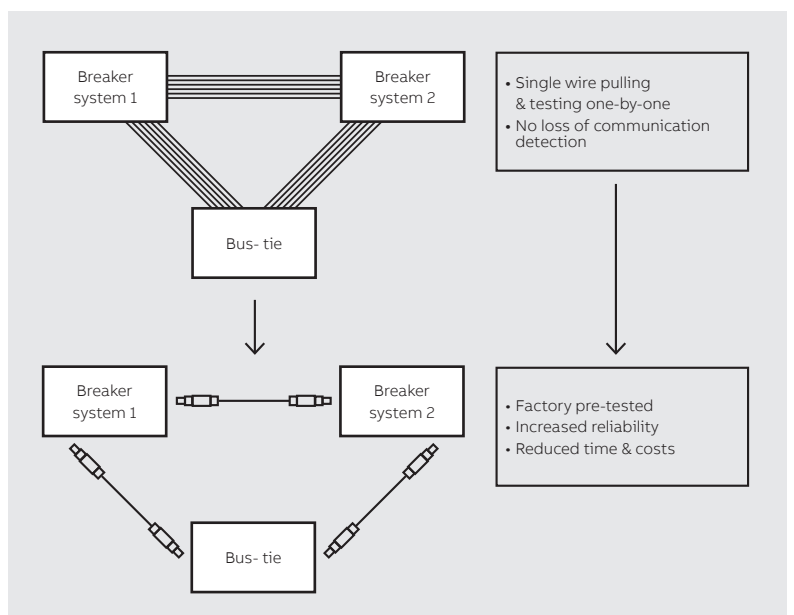 Breaker
system 1
Breaker
system 2
Bus- tie
• Single wire pulling
& testing one-by-one
• No loss of communication
detection
Breaker
system 1
Breaker
system 2
Bus- tie
• Factory pre-tested
• Increased reliability
• Reduced time & costs